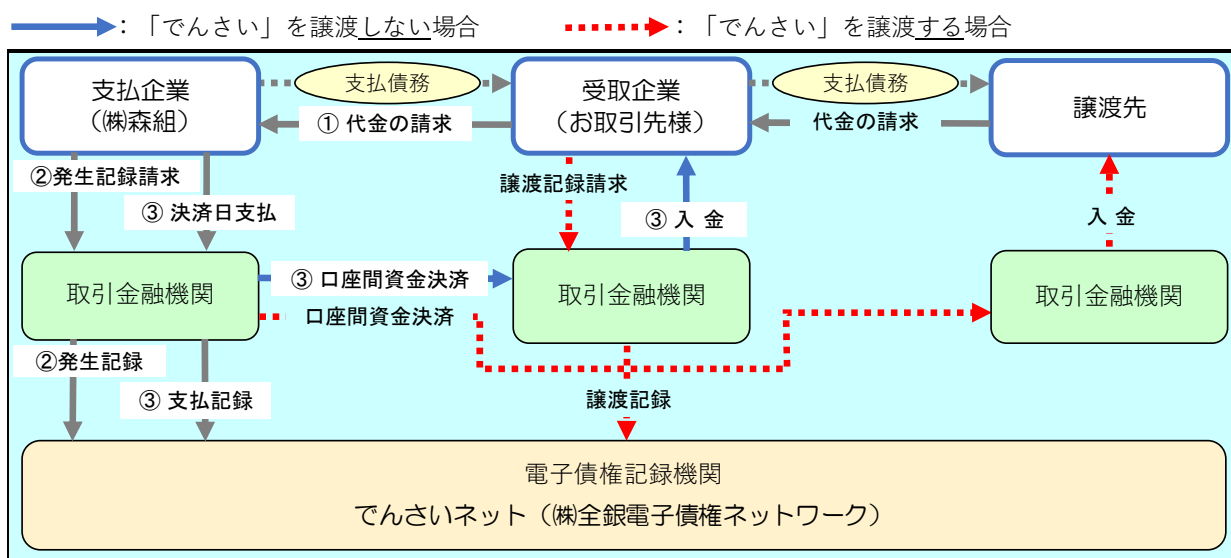 ：「でんさい」を譲渡しない場合
：「でんさい」を譲渡する場合
支払企業
（㈱森組）
支払債務
受取企業
（お取引先様）
支払債務
譲渡先
① 代金の請求
代金の請求
②発生記録請求
③ 決済日支払
譲渡記録請求
③ 入 金
入 金
取引金融機関
③ 口座間資金決済
取引金融機関
取引金融機関
口座間資金決済
②発生記録
③ 支払記録
譲渡記録
電子債権記録機関
でんさいネット（㈱全銀電子債権ネットワーク）